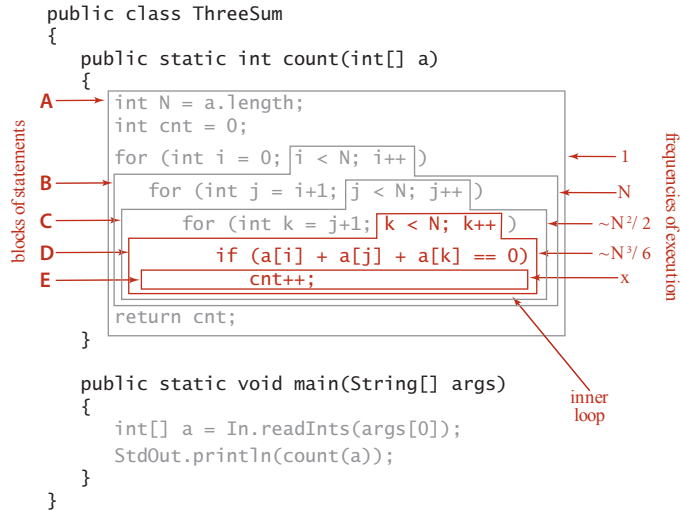 public class ThreeSum
{
public static int count(int[] a)
{
A
int N = a.length;
int cnt = 0;
for (int i = 0; i < N; i++ )
1
B
for (int j = i+1; j < N; j++ )
N
C
for (int k = j+1; k < N; k++ )
~N²/ 2
D
if (a[i] + a[j] + a[k] == 0)
~N³/ 6
E
cnt++;
x
return cnt;
}
blocks of statements
frequencies of execution
inner
loop
public static void main(String[] args)
{
int[] a = In.readInts(args[0]);
StdOut.println(count(a));
}
}